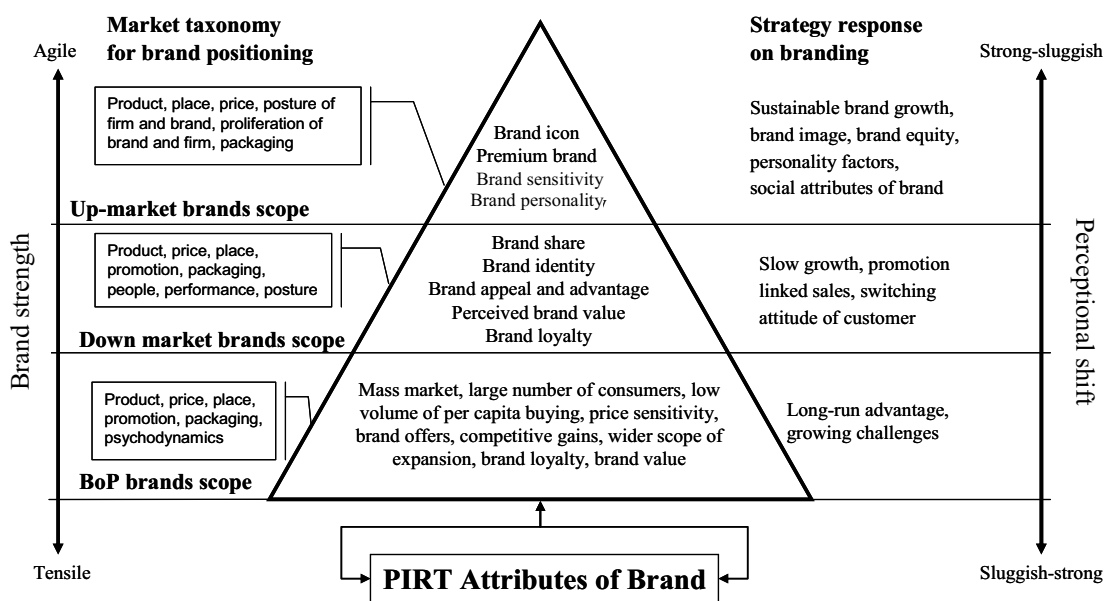 Market taxonomy
for brand positioning
Strategy response
on branding
Agile
Strong-sluggish
Product, place, price, posture of
firm and brand, proliferation of
brand and firm, packaging
Brand icon
Premium brand
Brand sensitivity
Brand personality,
Sustainable brand growth,
brand image, brand equity,
personality factors,
social attributes of brand
Up-market brands scope
Product, price, place,
promotion, packaging,
people, performance, posture
Brand share
Brand identity
Brand appeal and advantage
Perceived brand value
Brand loyalty
Slow growth, promotion
linked sales, switching
attitude of customer
Down market brands scope
Brand strength
Perceptional shift
Product, price, place,
promotion, packaging,
psychodynamics
Mass market, large number of consumers, low
volume of per capita buying, price sensitivity,
brand offers, competitive gains, wider scope of
expansion, brand loyalty, brand value
Long-run advantage,
growing challenges
BoP brands scope
Tensile
PIRT Attributes of Brand
Sluggish-strong